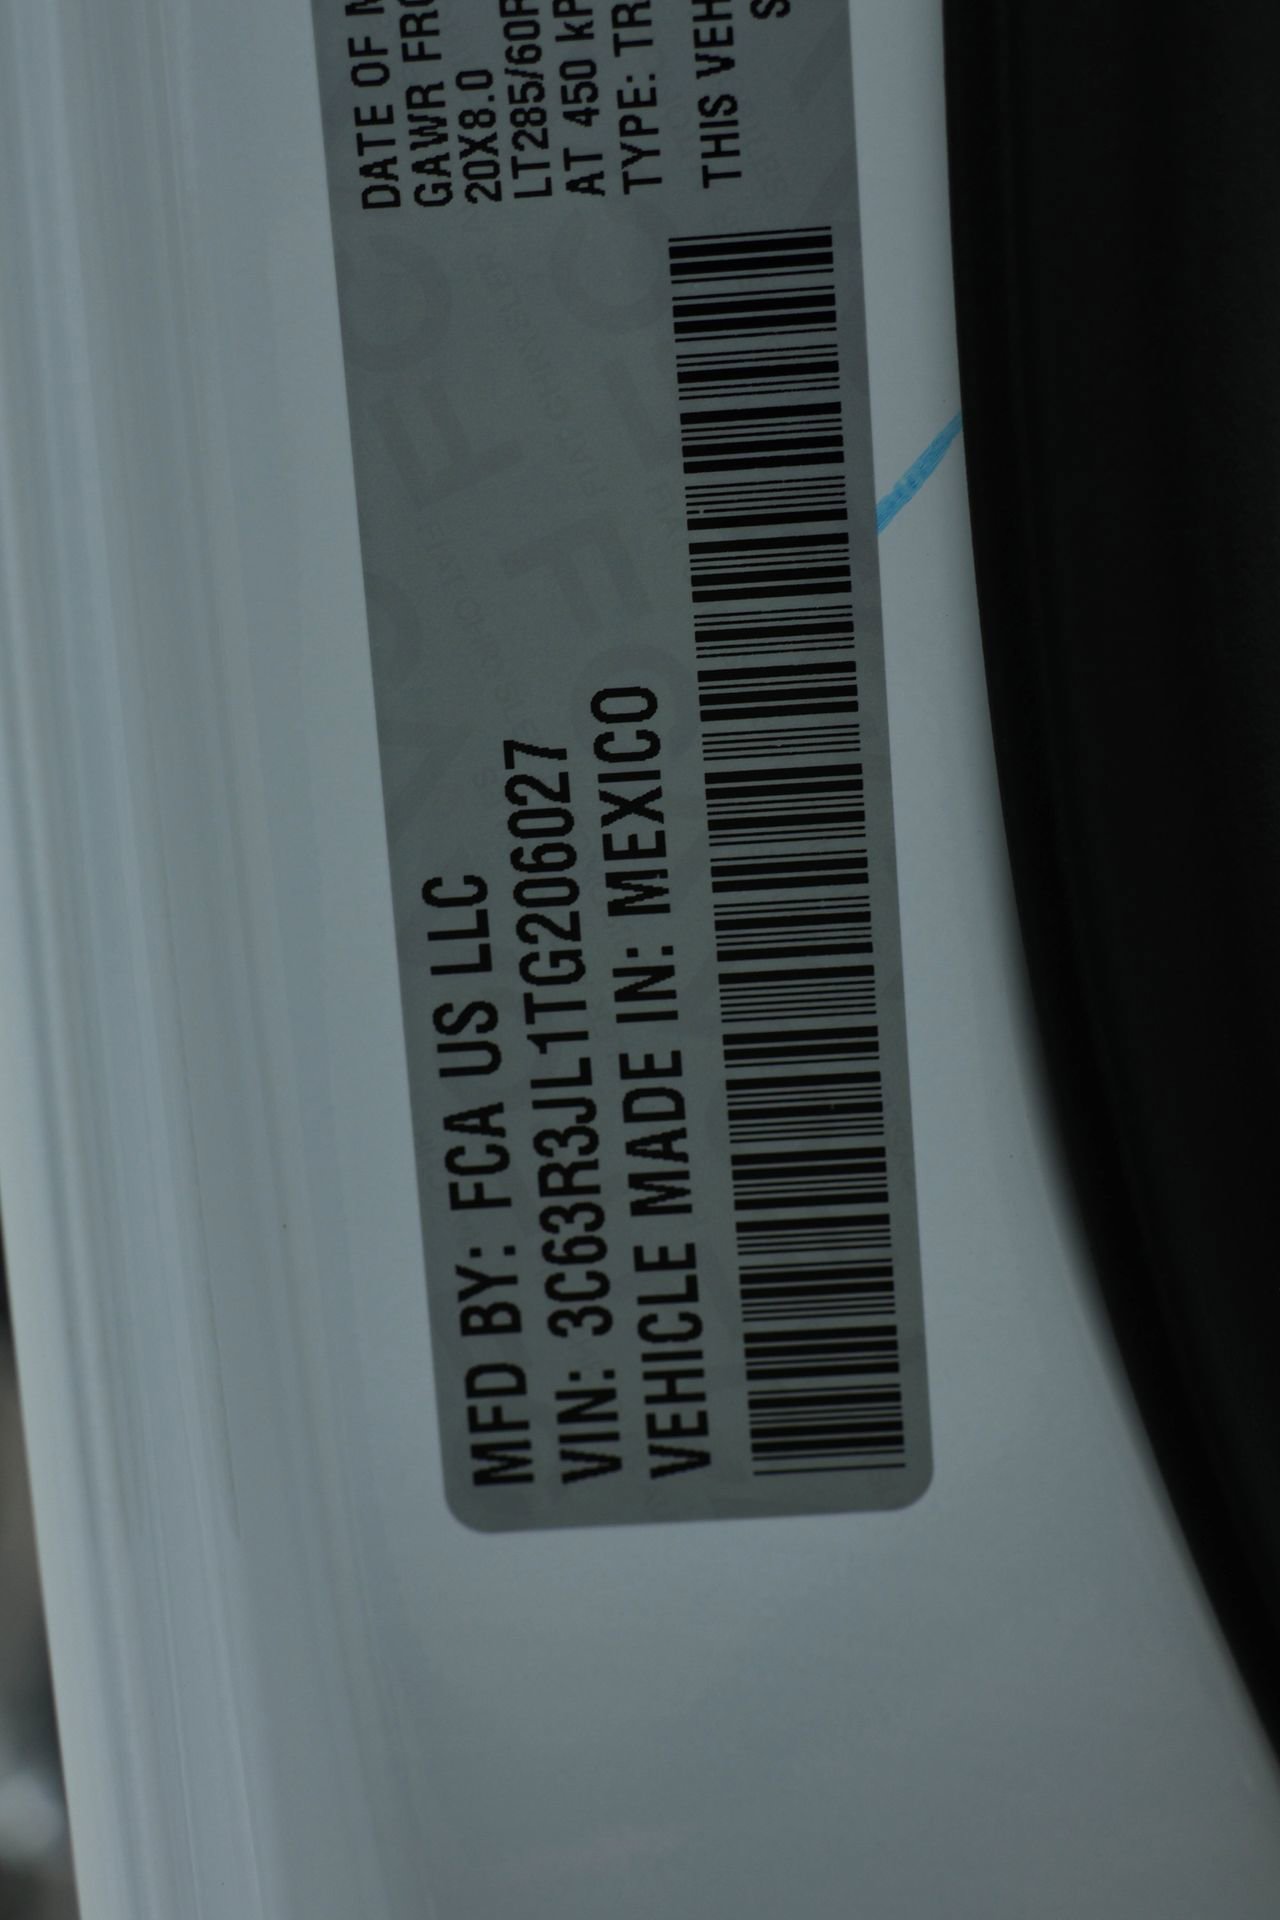 MFD BY: FCA US LLC
VIN: 3C63R3JL1TG206027
VEHICLE MADE IN: MEXICO
DATE OF M
GAWR FRO
20X8.0
LT285/60R
AT 450 kP
TYPE: TR
THIS VEH
S